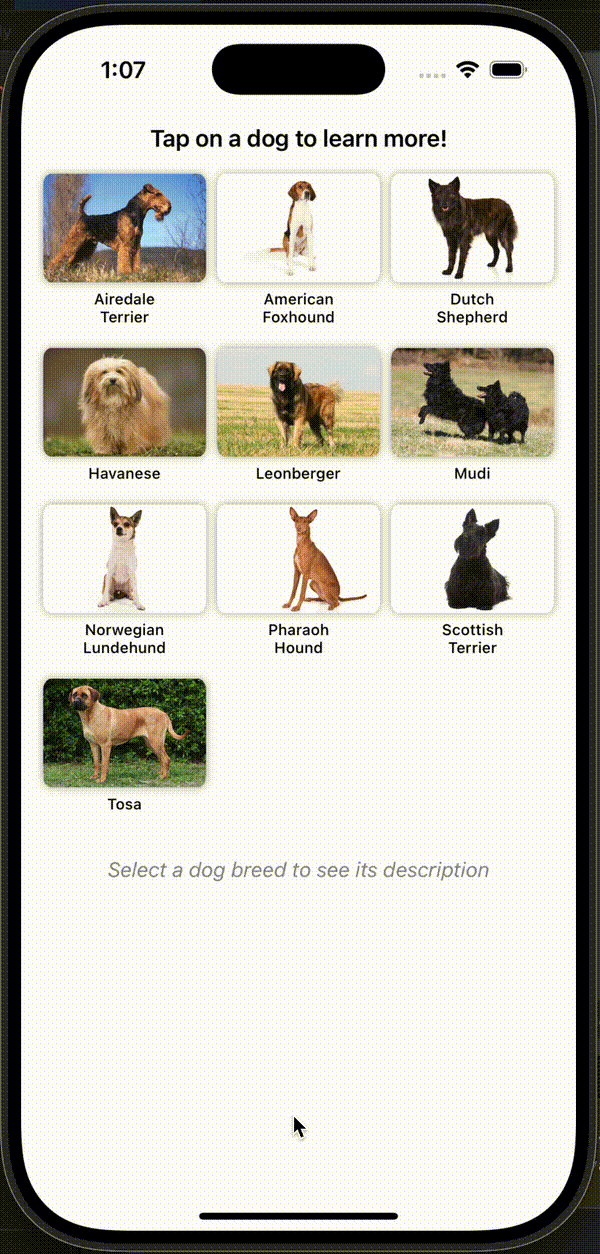 1:07
Tap on a dog to learn more!
Airedale
Terrier
American
Foxhound
Dutch
Shepherd
Havanese
Leonberger
Mudi
Norwegian
Lundehund
Pharaoh
Hound
Scottish
Terrier
Tosa
Select a dog breed to see its description